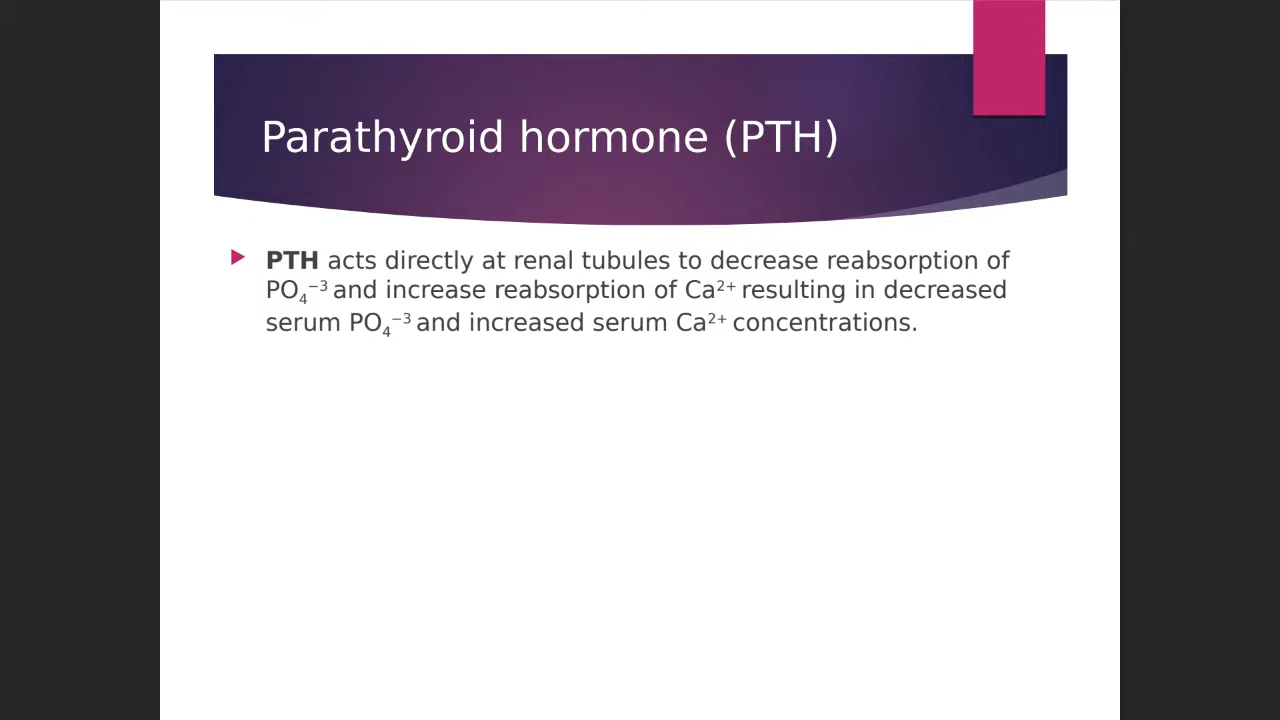 Parathyroid hormone (PTH)
PTH acts directly at renal tubules to decrease reabsorption of
PO₄⁻³ and increase reabsorption of Ca²⁺ resulting in decreased
serum PO₄⁻³ and increased serum Ca²⁺ concentrations.